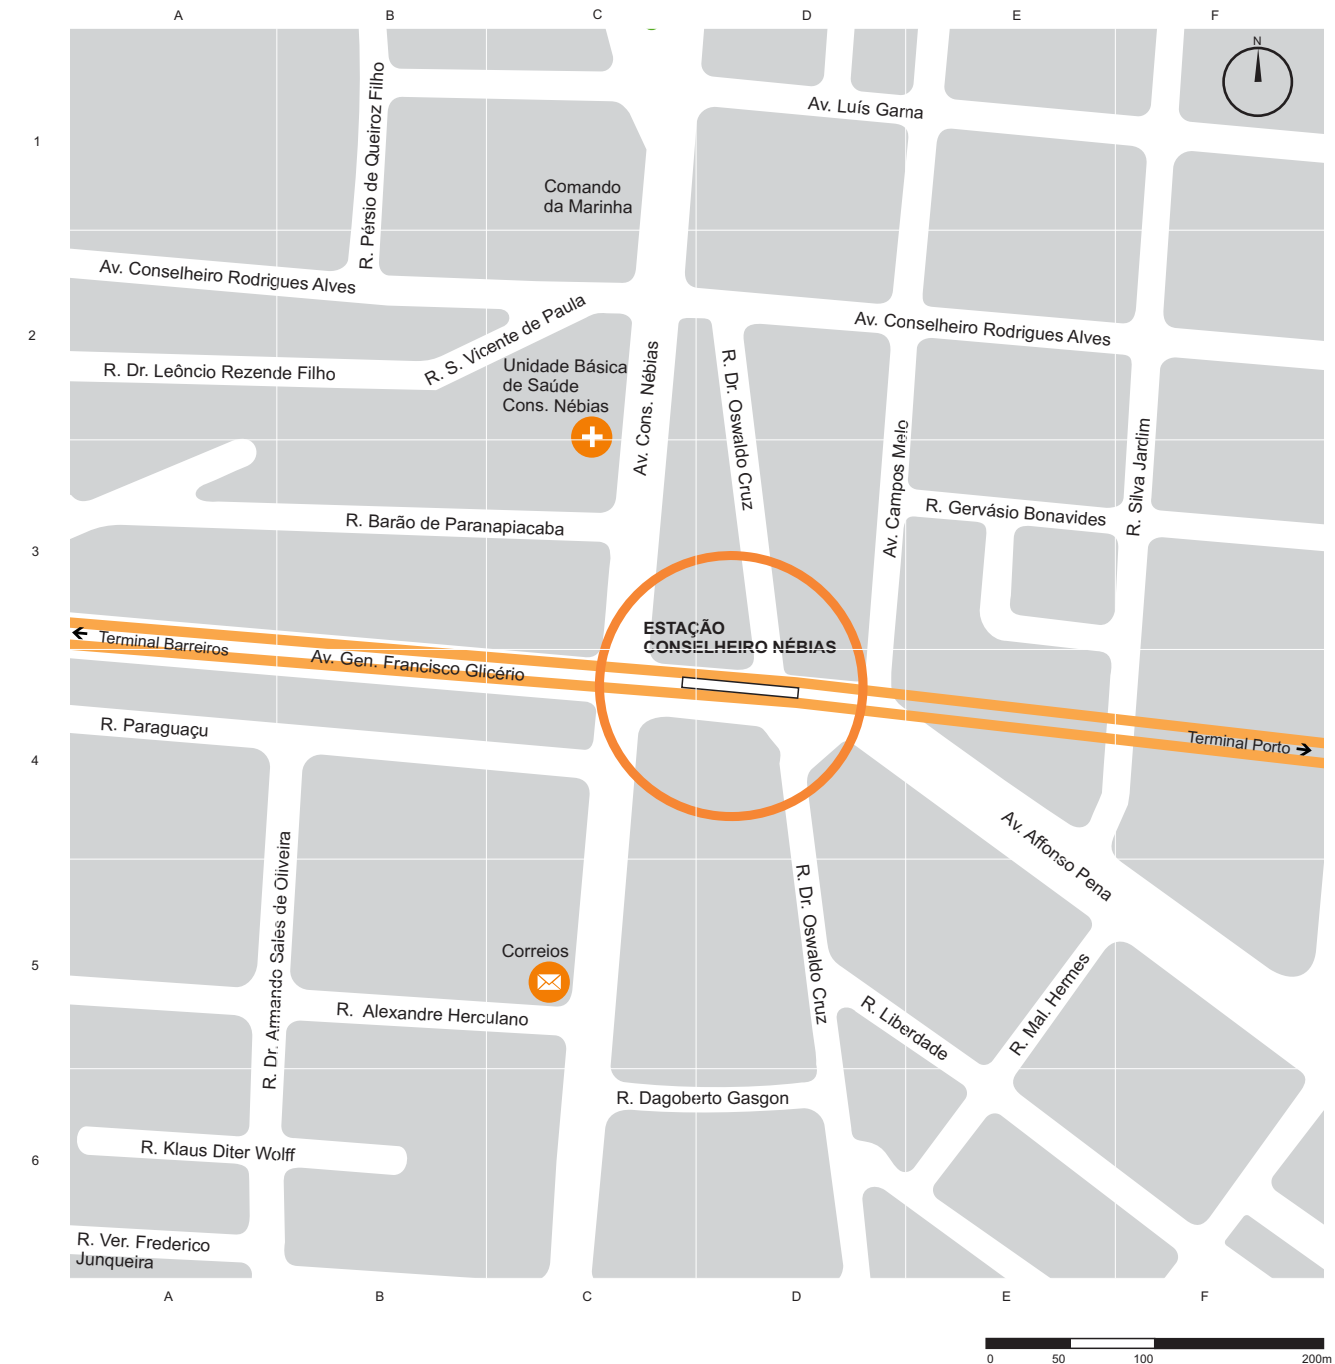 A B C D E F
N
1
2
3
4
5
6
Av. Luís Gama
R. Pérsio de Queiroz Filho
Comando
da Marinha
Av. Conselheiro Rodrigues Alves
R. S. Vicente de Paula
Av. Conselheiro Rodrigues Alves
R. Dr. Leôncio Rezende Filho
Unidade Básica
de Saúde
Cons. Nébias
Av. Cons. Nébias
R. Dr. Oswaldo Cruz
Av. Campos Melo
R. Silva Jardim
R. Gervásio Bonavides
R. Barão de Paranapiacaba
ESTAÇÃO
CONSELHEIRO NÉBIAS
Terminal Barreiros
Av. Gen. Francisco Glicério
Terminal Porto
R. Paraguaçu
Av. Affonso Pena
R. Dr. Armando Sales de Oliveira
R. Dr. Oswaldo Cruz
Correios
R. Alexandre Herculano
R. Liberdade
R. Mal. Hermes
R. Dagoberto Gasgon
R. Klaus Diter Wolff
R. Ver. Frederico
Junqueira
A B C D E F
0 50 100 200m